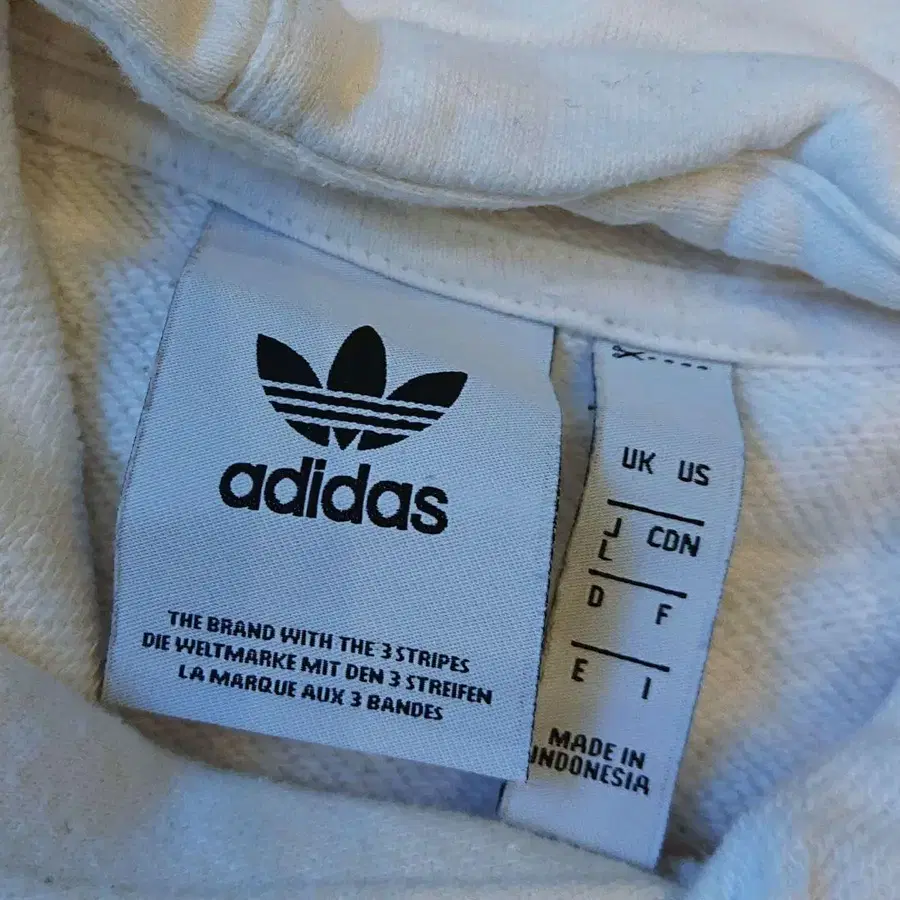 adidas
THE BRAND WITH THE 3 STRIPES
DIE WELTMARKE MIT DEN 3 STREIFEN
LA MARQUE AUX 3 BANDES
UK US
J CDN
L
D F
E I
MADE IN
INDONESIA